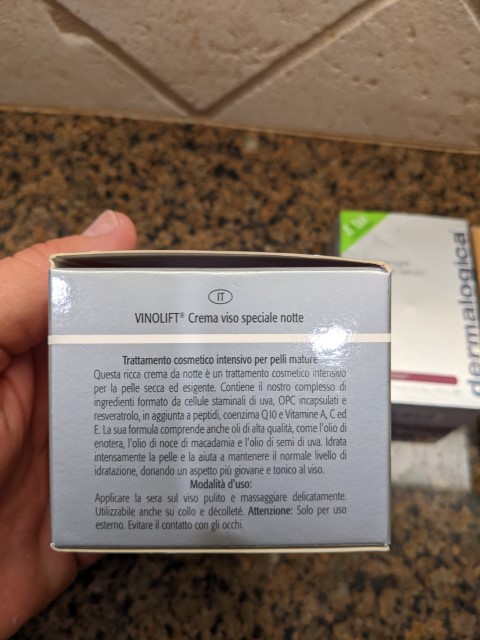 IT
VINOLIFT® Crema viso speciale notte
Trattamento cosmetico intensivo per pelli mature
Questa ricca crema da notte è un trattamento cosmetico intensivo
per la pelle secca ed esigente. Contiene il nostro complesso di
ingredienti formato da cellule staminali di uva, OPC incapsulati e
resveratrolo, in aggiunta a peptidi, coenzima Q10 e Vitamine A, C ed
E. La sua formula comprende anche oli di alta qualità, come l'olio di
enotera, l'olio di noce di macadamia e l'olio di semi di uva. Idrata
intensamente la pelle e la aiuta a mantenere il normale livello di
idratazione, donando un aspetto più giovane e tonico al viso.
Modalità d'uso:
Applicare la sera sul viso pulito e massaggiare delicatamente.
Utilizzabile anche su collo e décolleté. Attenzione: Solo per uso
esterno. Evitare il contatto con gli occhi.
dermalogica